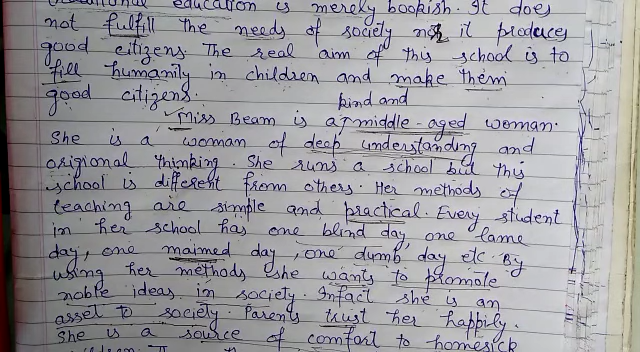 education is merely bookish. It does
not fulfill the needs of society nor it produces
good citizens. The real aim of this school is to
fill humanity in children and make them
good citizens.
kind and
Miss Beam is a middle-aged woman.
She is a woman of deep understanding and
origional thinking. She runs a school but this
school is different from others. Her methods of
teaching are simple and practical. Every student
in her school has one blind day, one lame
day, one maimed day, one dumb day etc. By
using her methods she wants to promote
noble ideas in society. Infact she is an
asset to society. Parents trust her happily.
She is a source of comfort to homesick